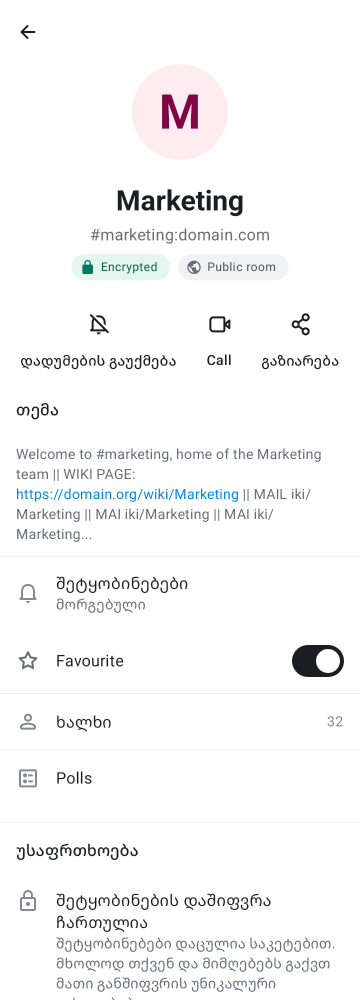 M
Marketing
#marketing:domain.com
Encrypted
Public room
დადუმების გაუქმება
Call
გაზიარება
თემა
Welcome to #marketing, home of the Marketing
team || WIKI PAGE:
https://domain.org/wiki/Marketing || MAIL iki/
Marketing || MAI iki/Marketing || MAI iki/
Marketing...
შეტყობინებები
მორგებული
Favourite
ხალხი 32
Polls
უსაფრთხოება
შეტყობინების დაშიფვრა
ჩართულია
შეტყობინებები დაცულია საკეტებით.
მხოლოდ თქვენ და მიმღებებს გაქვთ
მათი განშიფვრის უნიკალური